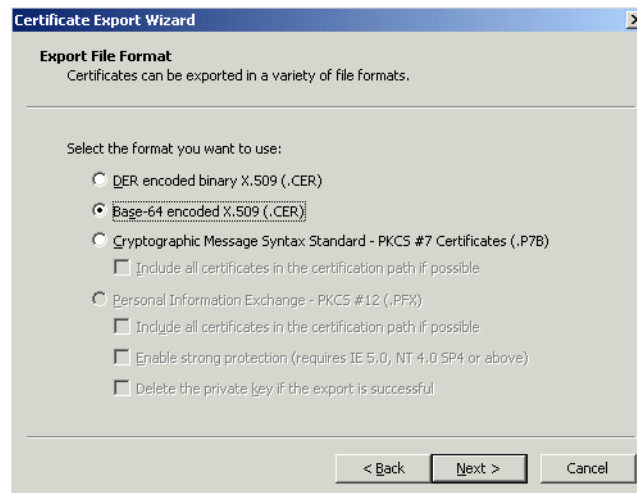 Certificate Export Wizard
Export File Format
Certificates can be exported in a variety of file formats.
Select the format you want to use:
DER encoded binary X.509 (.CER)
Base-64 encoded X.509 (.CER)
Cryptographic Message Syntax Standard - PKCS #7 Certificates (.P7B)
Include all certificates in the certification path if possible
Personal Information Exchange - PKCS #12 (.PFX)
Include all certificates in the certification path if possible
Enable strong protection (requires IE 5.0, NT 4.0 SP4 or above)
Delete the private key if the export is successful
< Back Next > Cancel